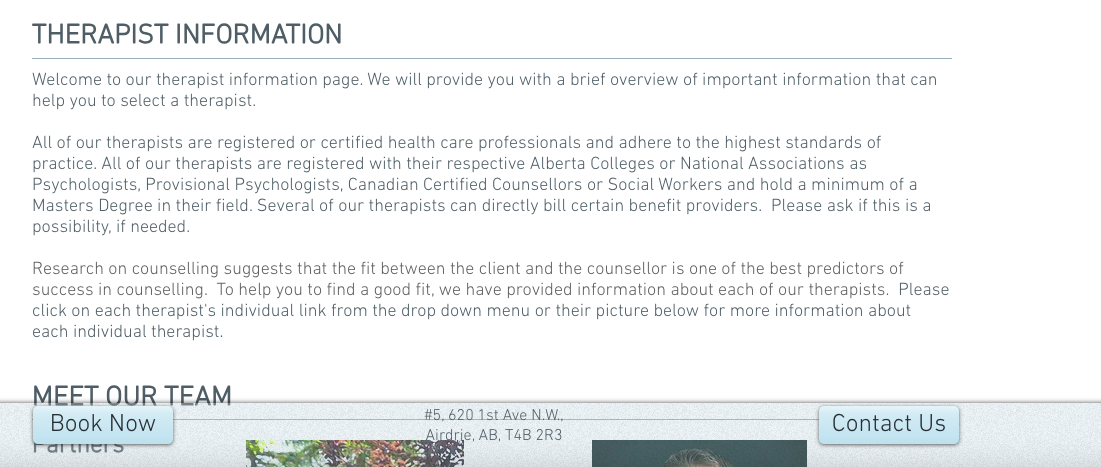 THERAPIST INFORMATION
Welcome to our therapist information page. We will provide you with a brief overview of important information that can
help you to select a therapist.
All of our therapists are registered or certified health care professionals and adhere to the highest standards of
practice. All of our therapists are registered with their respective Alberta Colleges or National Associations as
Psychologists, Provisional Psychologists, Canadian Certified Counsellors or Social Workers and hold a minimum of a
Masters Degree in their field. Several of our therapists can directly bill certain benefit providers.  Please ask if this is a
possibility, if needed.
Research on counselling suggests that the fit between the client and the counsellor is one of the best predictors of
success in counselling.  To help you to find a good fit, we have provided information about each of our therapists.  Please
click on each therapist's individual link from the drop down menu or their picture below for more information about
each individual therapist.
MEET OUR TEAM
Book Now
#5, 620 1st Ave N.W.,
Airdrie, AB, T4B 2R3
Contact Us
Partners